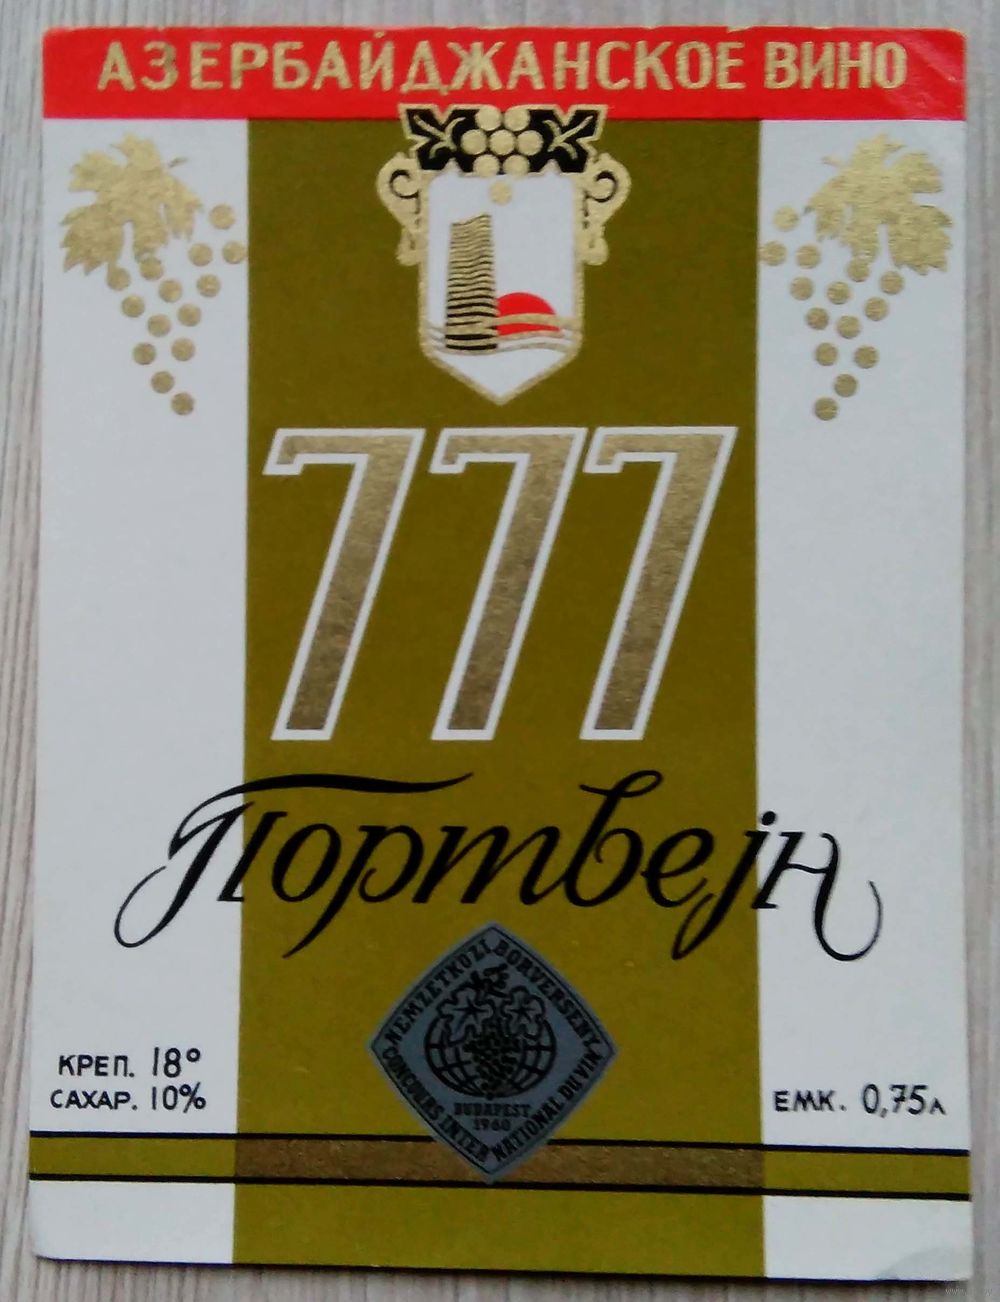 АЗЕРБАЙДЖАНСКОЕ ВИНО
777
Портвејн
NEMZETKÖZI BORVERSENY
BUDAPEST
1960
CONCOURS INTERNATIONAL DU VIN
КРЕП. 18°
САХАР. 10%
ЕМК. 0,75л